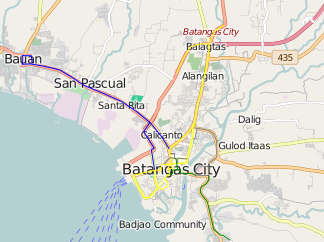 Batangas City
Balagtas
Bauan
435
Alangilan
San Pascual
Santa Rita
Dalig
Calicanto
Gulod Itaas
Batangas City
Badjao Community